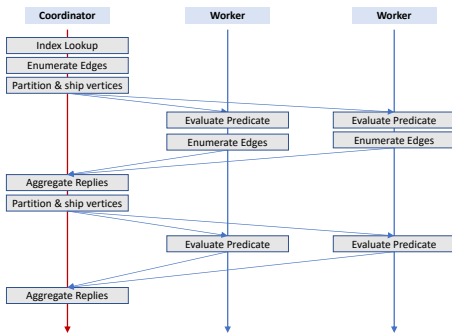 Coordinator Worker Worker
Index Lookup
Enumerate Edges
Partition & ship vertices
Evaluate Predicate Evaluate Predicate
Enumerate Edges Enumerate Edges
Aggregate Replies
Partition & ship vertices
Evaluate Predicate Evaluate Predicate
Aggregate Replies